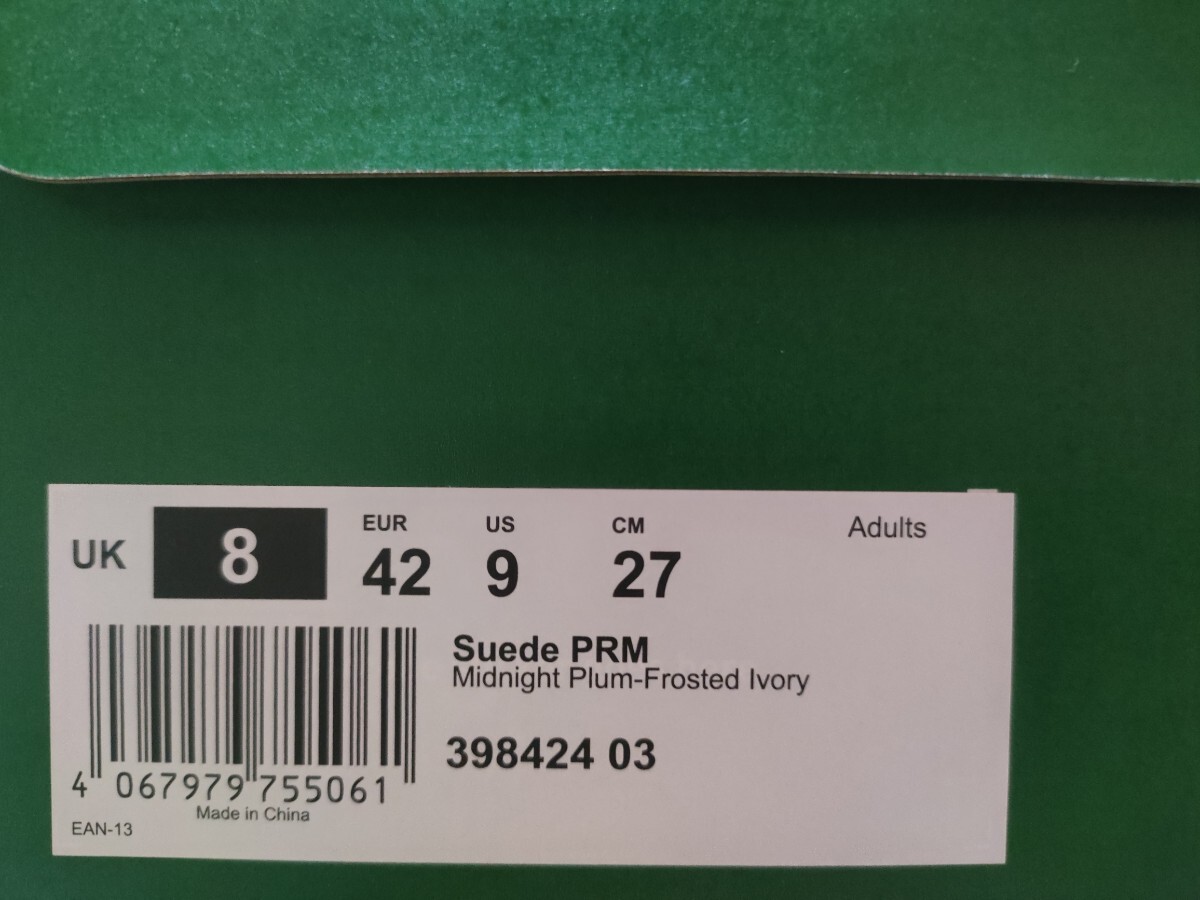 UK 8 EUR 42 US 9 CM 27 Adults
Suede PRM
Midnight Plum-Frosted Ivory
398424 03
4 067979 755061
Made in China
EAN-13